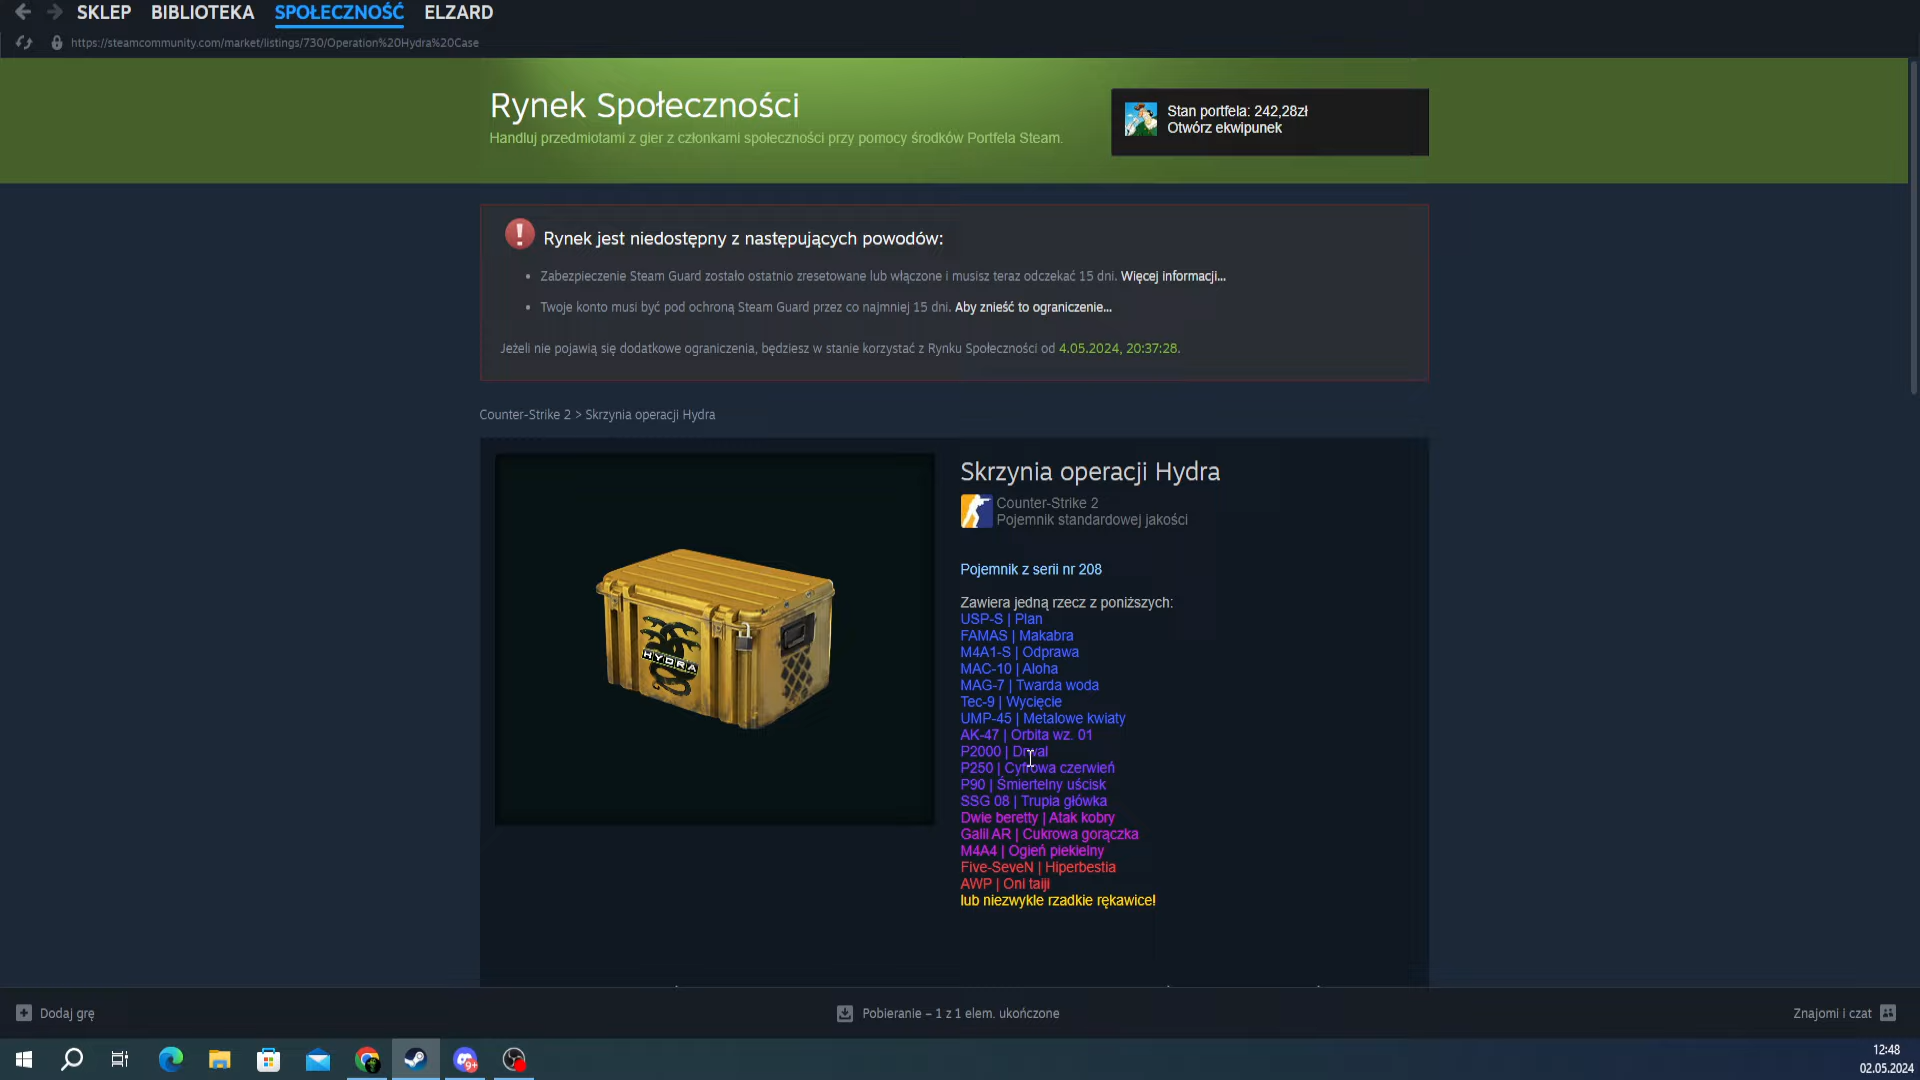 SKLEP BIBLIOTEKA SPOŁECZNOŚĆ ELZARD
https://steamcommunity.com/market/listings/730/Operation%20Hydra%20Case
Rynek Społeczności
Handluj przedmiotami z gier z członkami społeczności przy pomocy środków Portfela Steam.
Stan portfela: 242,28zł
Otwórz ekwipunek
Rynek jest niedostępny z następujących powodów:
Zabezpieczenie Steam Guard zostało ostatnio zresetowane lub włączone i musisz teraz odczekać 15 dni. Więcej informacji...
Twoje konto musi być pod ochroną Steam Guard przez co najmniej 15 dni. Aby znieść to ograniczenie...
Jeżeli nie pojawią się dodatkowe ograniczenia, będziesz w stanie korzystać z Rynku Społeczności od 4.05.2024, 20:37:28.
Counter-Strike 2 > Skrzynia operacji Hydra
HYDRA
Skrzynia operacji Hydra
Counter-Strike 2
Pojemnik standardowej jakości
Pojemnik z serii nr 208
Zawiera jedną rzecz z poniższych:
USP-S | Plan
FAMAS | Makabra
M4A1-S | Odprawa
MAC-10 | Aloha
MAG-7 | Twarda woda
Tec-9 | Wycięcie
UMP-45 | Metalowe kwiaty
AK-47 | Orbita wz. 01
P2000 | Drwal
P250 | Cyfrowa czerwień
P90 | Śmiertelny uścisk
SSG 08 | Trupia główka
Dwie beretty | Atak kobry
Galil AR | Cukrowa gorączka
M4A4 | Ogień piekielny
Five-SeveN | Hiperbestia
AWP | Oni taiji
lub niezwykle rzadkie rękawice!
Dodaj grę
Pobieranie – 1 z 1 elem. ukończone
Znajomi i czat
9+
12:48
02.05.2024